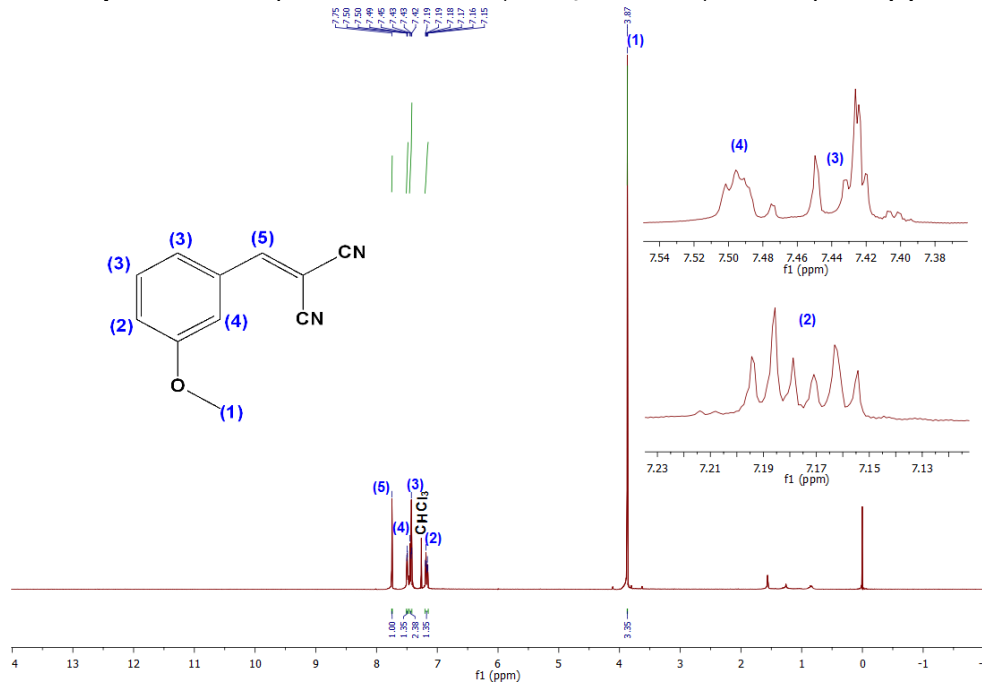 7.75
7.50
7.50
7.49
7.45
7.43
7.43
7.42
7.19
7.19
7.18
7.17
7.16
7.15
3.87
(1)
(4)
(3)
7.54 7.52 7.50 7.48 7.46 7.44 7.42 7.40 7.38
f1 (ppm)
(2)
7.23 7.21 7.19 7.17 7.15 7.13
f1 (ppm)
(3) (5)
CN
(3)
(2) (4) CN
O
(1)
(5) (3)
(4) CHCl3 (2)
1.00
1.35
2.38
1.35
3.35
14 13 12 11 10 9 8 7 6 5 4 3 2 1 0 -1
f1 (ppm)